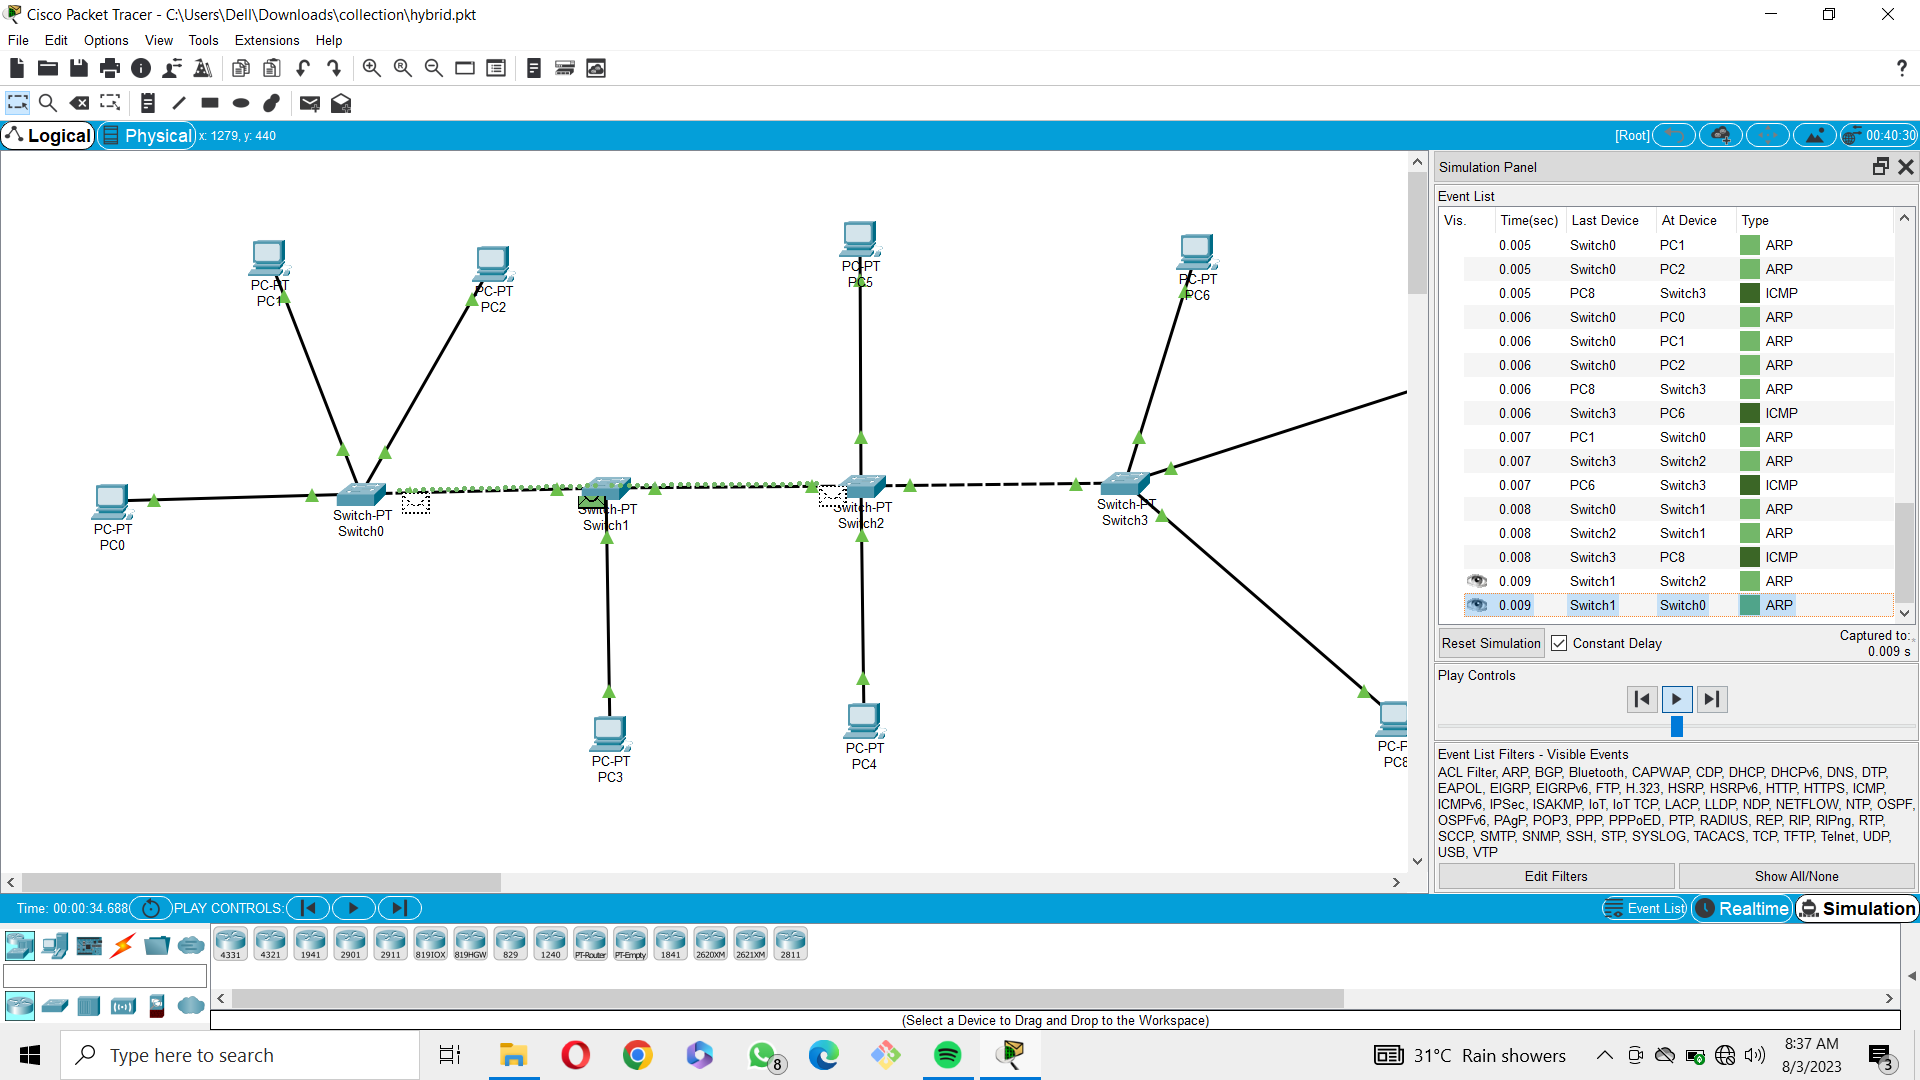 Cisco Packet Tracer - C:\Users\Dell\Downloads\collection\hybrid.pkt
File Edit Options View Tools Extensions Help
Logical Physical x: 1279, y: 440 [Root] 00:40:30
PC-PT
PC1
PC-PT
PC2
PC-PT
PC5
PC-PT
PC6
PC-PT
PC0
Switch-PT
Switch0
Switch-PT
Switch1
Switch-PT
Switch2
Switch-PT
Switch3
PC-PT
PC3
PC-PT
PC4
PC-P
PC8
Simulation Panel
Event List
Vis. Time(sec) Last Device At Device Type
0.005 Switch0 PC1 ARP
0.005 Switch0 PC2 ARP
0.005 PC8 Switch3 ICMP
0.006 Switch0 PC0 ARP
0.006 Switch0 PC1 ARP
0.006 Switch0 PC2 ARP
0.006 PC8 Switch3 ARP
0.006 Switch3 PC6 ICMP
0.007 PC1 Switch0 ARP
0.007 Switch3 Switch2 ARP
0.007 PC6 Switch3 ICMP
0.008 Switch0 Switch1 ARP
0.008 Switch2 Switch1 ARP
0.008 Switch3 PC8 ICMP
0.009 Switch1 Switch2 ARP
0.009 Switch1 Switch0 ARP
Reset Simulation Constant Delay Captured to:
0.009 s
Play Controls
Event List Filters - Visible Events
ACL Filter, ARP, BGP, Bluetooth, CAPWAP, CDP, DHCP, DHCPv6, DNS, DTP,
EAPOL, EIGRP, EIGRPv6, FTP, H.323, HSRP, HSRPv6, HTTP, HTTPS, ICMP,
ICMPv6, IPSec, ISAKMP, IoT, IoT TCP, LACP, LLDP, NDP, NETFLOW, NTP, OSPF,
OSPFv6, PAgP, POP3, PPP, PPPoED, PTP, RADIUS, REP, RIP, RIPng, RTP,
SCCP, SMTP, SNMP, SSH, STP, SYSLOG, TACACS, TCP, TFTP, Telnet, UDP,
USB, VTP
Edit Filters Show All/None
Time: 00:00:34.688 PLAY CONTROLS: Event List Realtime Simulation
4331 4321 1941 2901 2911 819IOX 819HGW 829 1240 PT-Router PT-Empty 1841 2620XM 2621XM 2811
(Select a Device to Drag and Drop to the Workspace)
Type here to search
8
31°C Rain showers
8:37 AM
8/3/2023
3